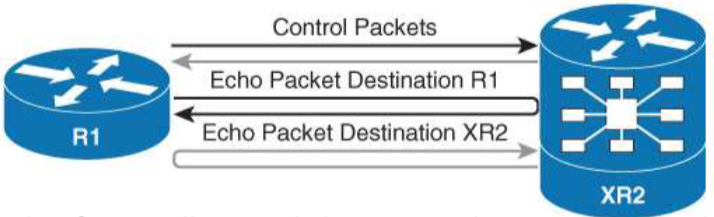 Control Packets
Echo Packet Destination R1
R1
Echo Packet Destination XR2
XR2